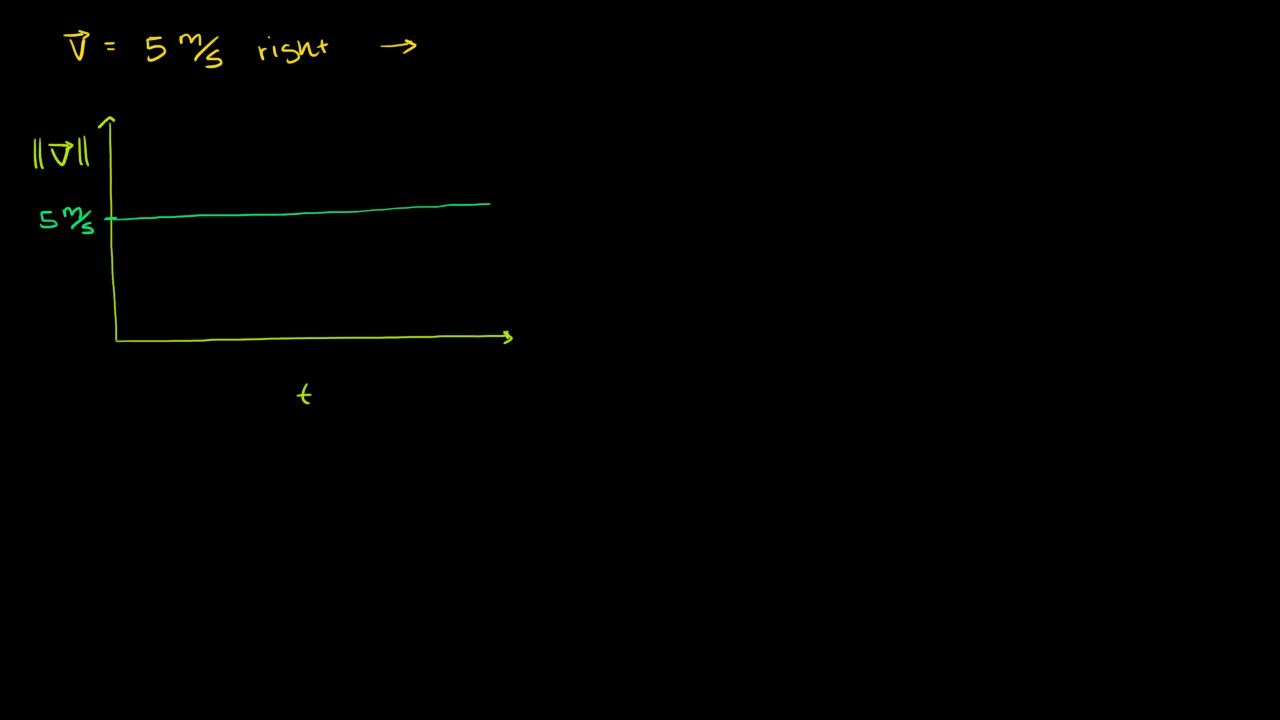 v⃗ = 5 m/s right →
‖v⃗‖
5 m/s
t